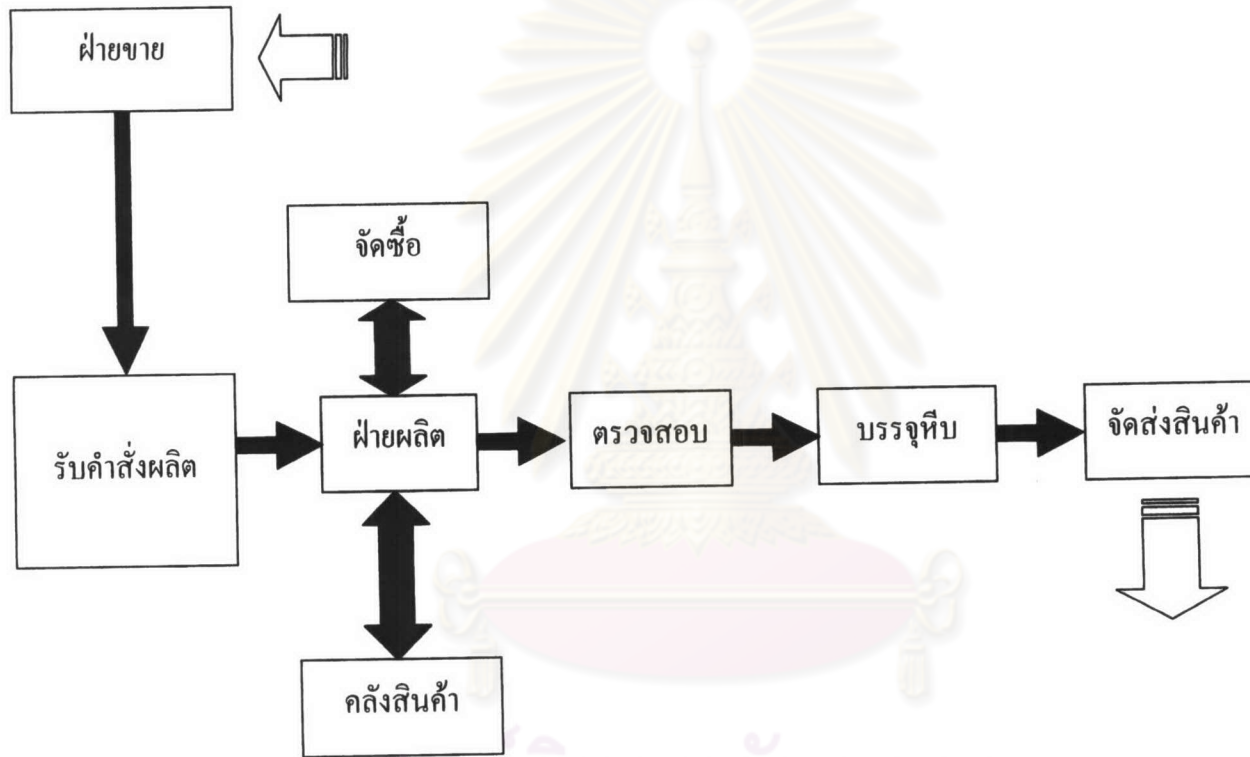 ฝ่ายขาย
จัดซื้อ
รับคำสั่งผลิต
ฝ่ายผลิต
ตรวจสอบ
บรรจุหีบ
จัดส่งสินค้า
คลังสินค้า